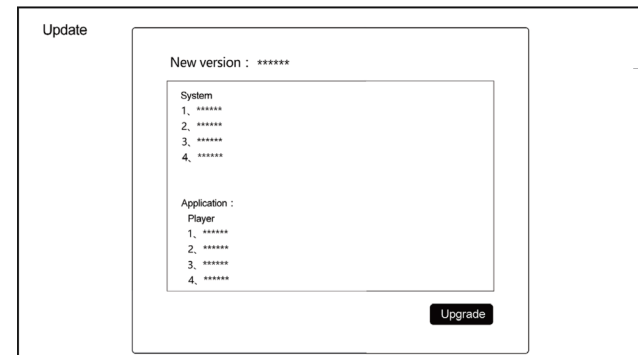 Update
New version： ******
System
1、******
2、******
3、******
4、******
Application：
Player
1、******
2、******
3、******
4、******
Upgrade